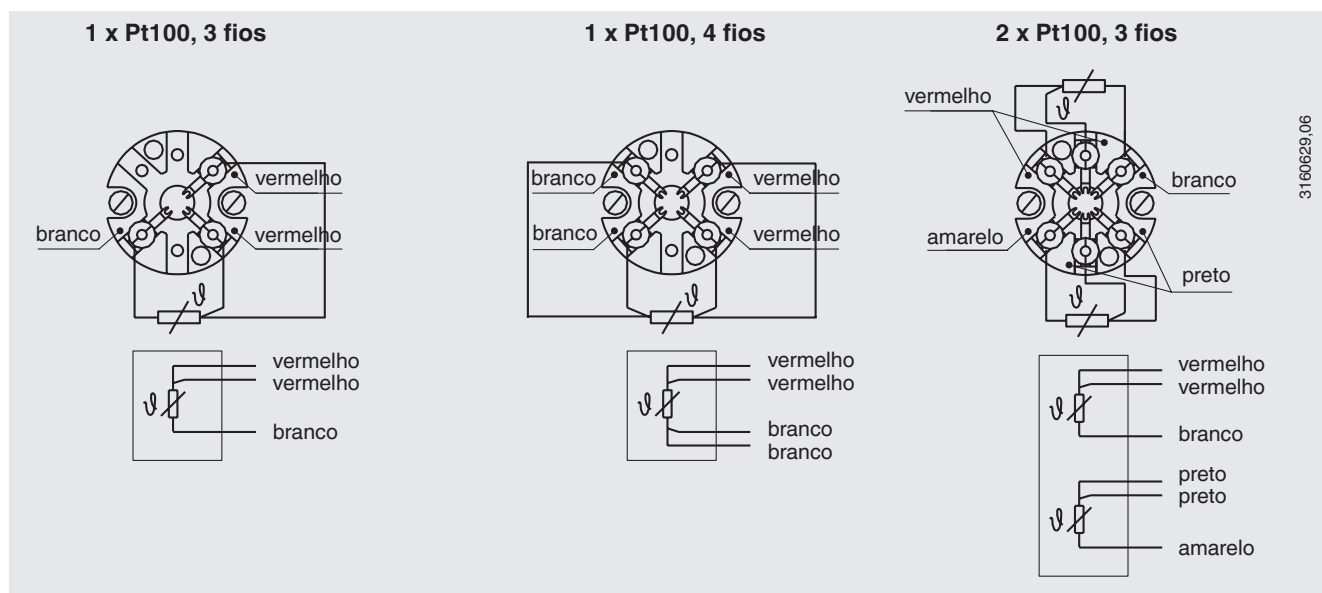 1 x Pt100, 3 fios
vermelho
branco
vermelho
ϑ
vermelho
vermelho
ϑ
branco
1 x Pt100, 4 fios
branco
vermelho
branco
vermelho
ϑ
vermelho
vermelho
ϑ
branco
branco
2 x Pt100, 3 fios
vermelho
ϑ
branco
amarelo
preto
ϑ
vermelho
vermelho
ϑ
branco
preto
preto
ϑ
amarelo
3160629,06